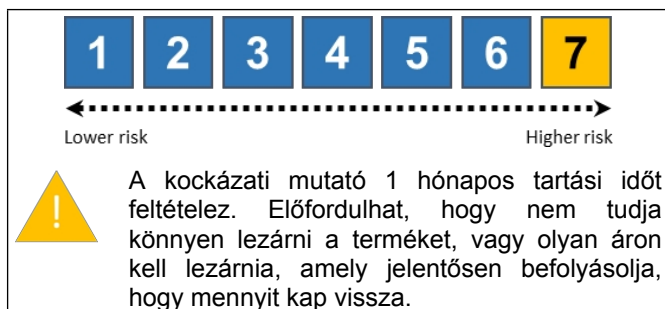 1 2 3 4 5 6 7
Lower risk Higher risk
! A kockázati mutató 1 hónapos tartási időt
feltételez. Előfordulhat, hogy nem tudja
könnyen lezárni a terméket, vagy olyan áron
kell lezárnia, amely jelentősen befolyásolja,
hogy mennyit kap vissza.